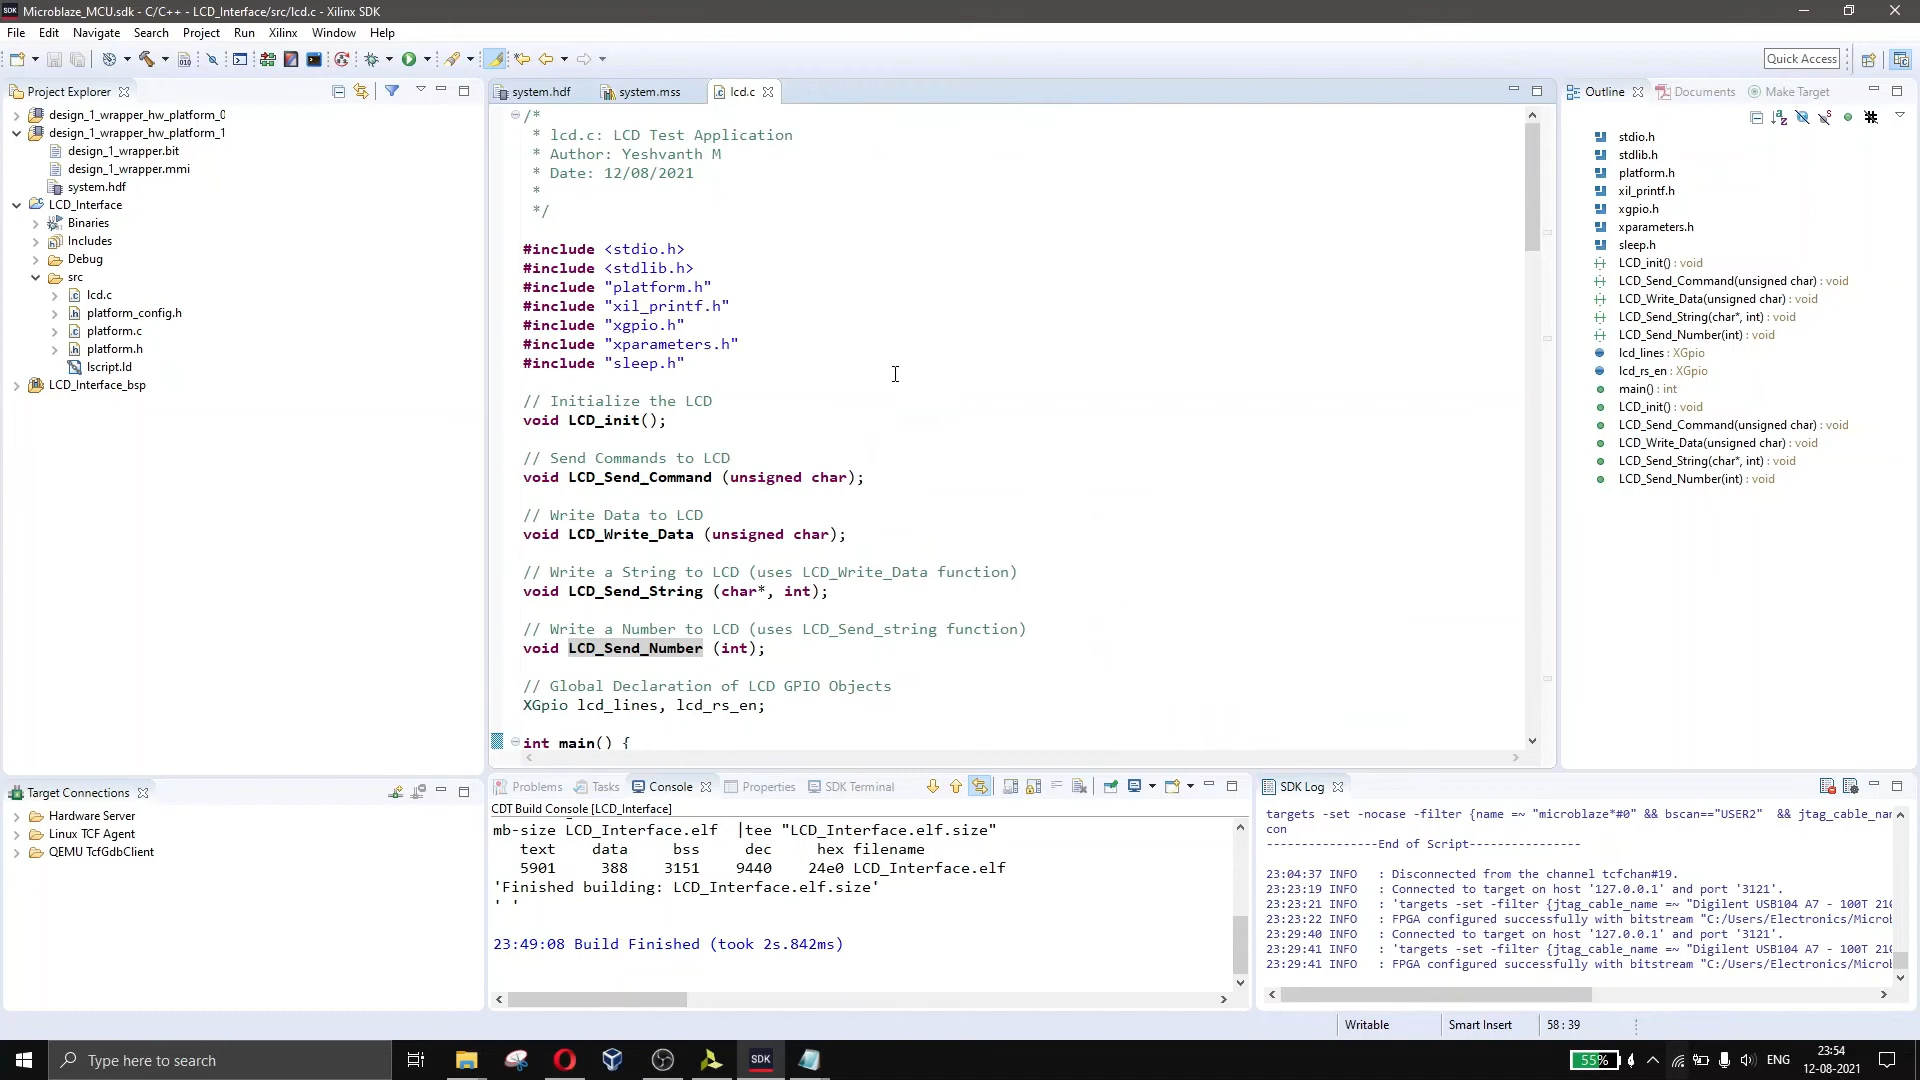 Microblaze_MCU.sdk - C/C++ - LCD_Interface/src/lcd.c - Xilinx SDK
File Edit Navigate Search Project Run Xilinx Window Help
Quick Access
Project Explorer
design_1_wrapper_hw_platform_0
design_1_wrapper_hw_platform_1
design_1_wrapper.bit
design_1_wrapper.mmi
system.hdf
LCD_Interface
Binaries
Includes
Debug
src
lcd.c
platform_config.h
platform.c
platform.h
lscript.ld
LCD_Interface_bsp
system.hdf system.mss lcd.c
/*
* lcd.c: LCD Test Application
* Author: Yeshvanth M
* Date: 12/08/2021
*
*/
#include <stdio.h>
#include <stdlib.h>
#include "platform.h"
#include "xil_printf.h"
#include "xgpio.h"
#include "xparameters.h"
#include "sleep.h"
// Initialize the LCD
void LCD_init();
// Send Commands to LCD
void LCD_Send_Command (unsigned char);
// Write Data to LCD
void LCD_Write_Data (unsigned char);
// Write a String to LCD (uses LCD_Write_Data function)
void LCD_Send_String (char*, int);
// Write a Number to LCD (uses LCD_Send_string function)
void LCD_Send_Number (int);
// Global Declaration of LCD GPIO Objects
XGpio lcd_lines, lcd_rs_en;
int main() {
Outline Documents Make Target
stdio.h
stdlib.h
platform.h
xil_printf.h
xgpio.h
xparameters.h
sleep.h
LCD_init() : void
LCD_Send_Command(unsigned char) : void
LCD_Write_Data(unsigned char) : void
LCD_Send_String(char*, int) : void
LCD_Send_Number(int) : void
lcd_lines : XGpio
lcd_rs_en : XGpio
main() : int
LCD_init() : void
LCD_Send_Command(unsigned char) : void
LCD_Write_Data(unsigned char) : void
LCD_Send_String(char*, int) : void
LCD_Send_Number(int) : void
Target Connections
Hardware Server
Linux TCF Agent
QEMU TcfGdbClient
Problems Tasks Console Properties SDK Terminal
CDT Build Console [LCD_Interface]
mb-size LCD_Interface.elf |tee "LCD_Interface.elf.size"
text data bss dec hex filename
5901 388 3151 9440 24e0 LCD_Interface.elf
'Finished building: LCD_Interface.elf.size'
' '
23:49:08 Build Finished (took 2s.842ms)
SDK Log
targets -set -nocase -filter {name =~ "microblaze*#0" && bscan=="USER2" && jtag_cable_nam
con
----------------End of Script----------------
23:04:37 INFO : Disconnected from the channel tcfchan#19.
23:23:19 INFO : Connected to target on host '127.0.0.1' and port '3121'.
23:23:21 INFO : 'targets -set -filter {jtag_cable_name =~ "Digilent USB104 A7 - 100T 210
23:23:22 INFO : FPGA configured successfully with bitstream "C:/Users/Electronics/Microb
23:29:40 INFO : Connected to target on host '127.0.0.1' and port '3121'.
23:29:41 INFO : 'targets -set -filter {jtag_cable_name =~ "Digilent USB104 A7 - 100T 210
23:29:41 INFO : FPGA configured successfully with bitstream "C:/Users/Electronics/Microb
Writable Smart Insert 58 : 39
Type here to search
SDK
55%
ENG
23:54
12-08-2021